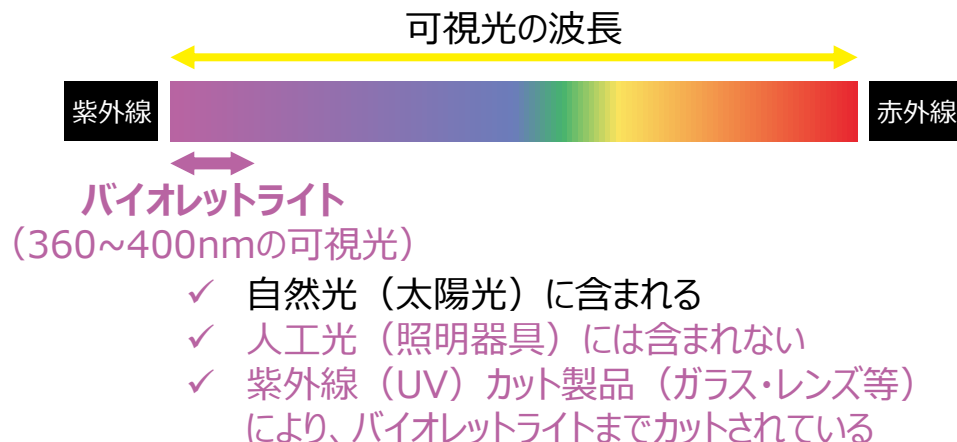 可視光の波長
紫外線
赤外線
バイオレットライト
（360~400nmの可視光）
✓ 自然光（太陽光）に含まれる
✓ 人工光（照明器具）には含まれない
✓ 紫外線（UV）カット製品（ガラス・レンズ等）
により、バイオレットライトまでカットされている